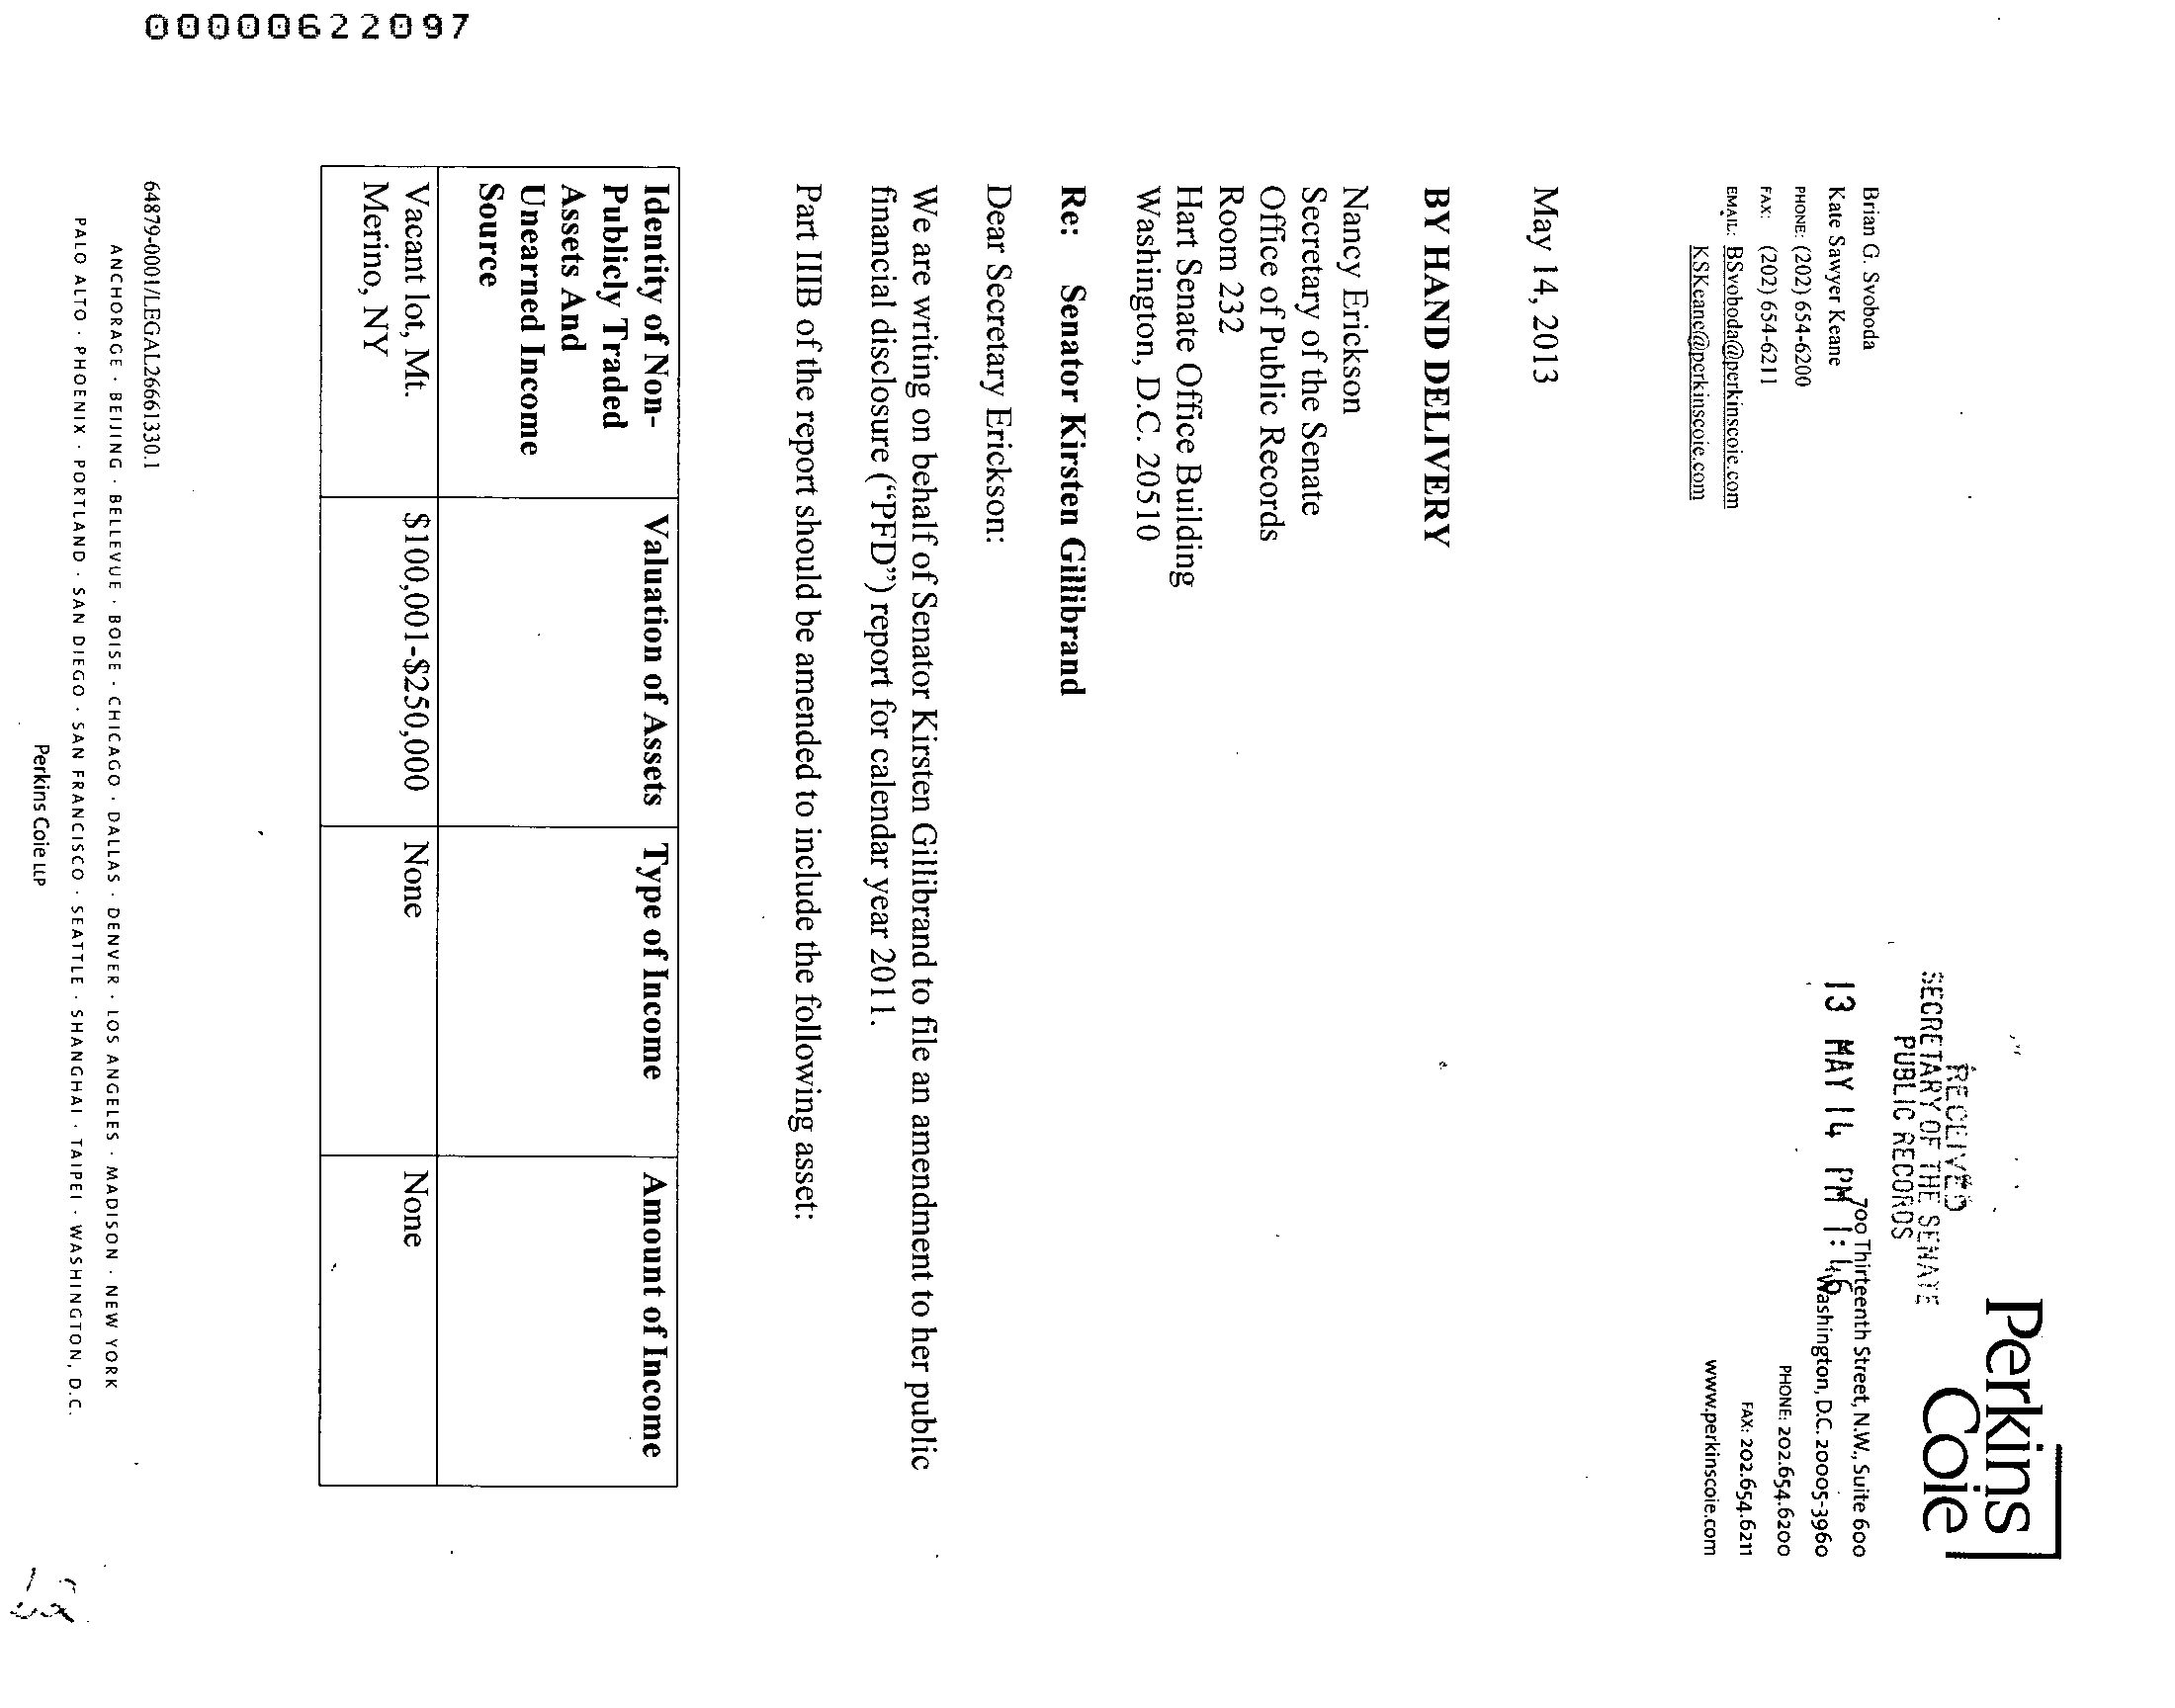 00000622097
Perkins
Coie
Brian G. Svoboda
Kate Sawyer Keane
PHONE: (202) 654-6200
FAX: (202) 654-6211
EMAIL: BSvoboda@perkinscoie.com
KSKeane@perkinscoie.com
RECEIVED
SECRETARY OF THE SENATE
PUBLIC RECORDS
13 MAY 14 PM 1:46
700 Thirteenth Street, N.W., Suite 600
Washington, D.C. 20005-3960
PHONE: 202.654.6200
FAX: 202.654.6211
www.perkinscoie.com
May 14, 2013
BY HAND DELIVERY
Nancy Erickson
Secretary of the Senate
Office of Public Records
Room 232
Hart Senate Office Building
Washington, D.C. 20510
Re: Senator Kirsten Gillibrand
Dear Secretary Erickson:
We are writing on behalf of Senator Kirsten Gillibrand to file an amendment to her public
financial disclosure (“PFD”) report for calendar year 2011.
Part IIIB of the report should be amended to include the following asset:
Identity of Non-
Publicly Traded
Assets And
Unearned Income
Source
Valuation of Assets
Type of Income
Amount of Income
Vacant lot, Mt.
Merino, NY
$100,001-$250,000
None
None
64879-0001/LEGAL26661330.1
ANCHORAGE · BEIJING · BELLEVUE · BOISE · CHICAGO · DALLAS · DENVER · LOS ANGELES · MADISON · NEW YORK
PALO ALTO · PHOENIX · PORTLAND · SAN DIEGO · SAN FRANCISCO · SEATTLE · SHANGHAI · TAIPEI · WASHINGTON, D.C.
Perkins Coie LLP